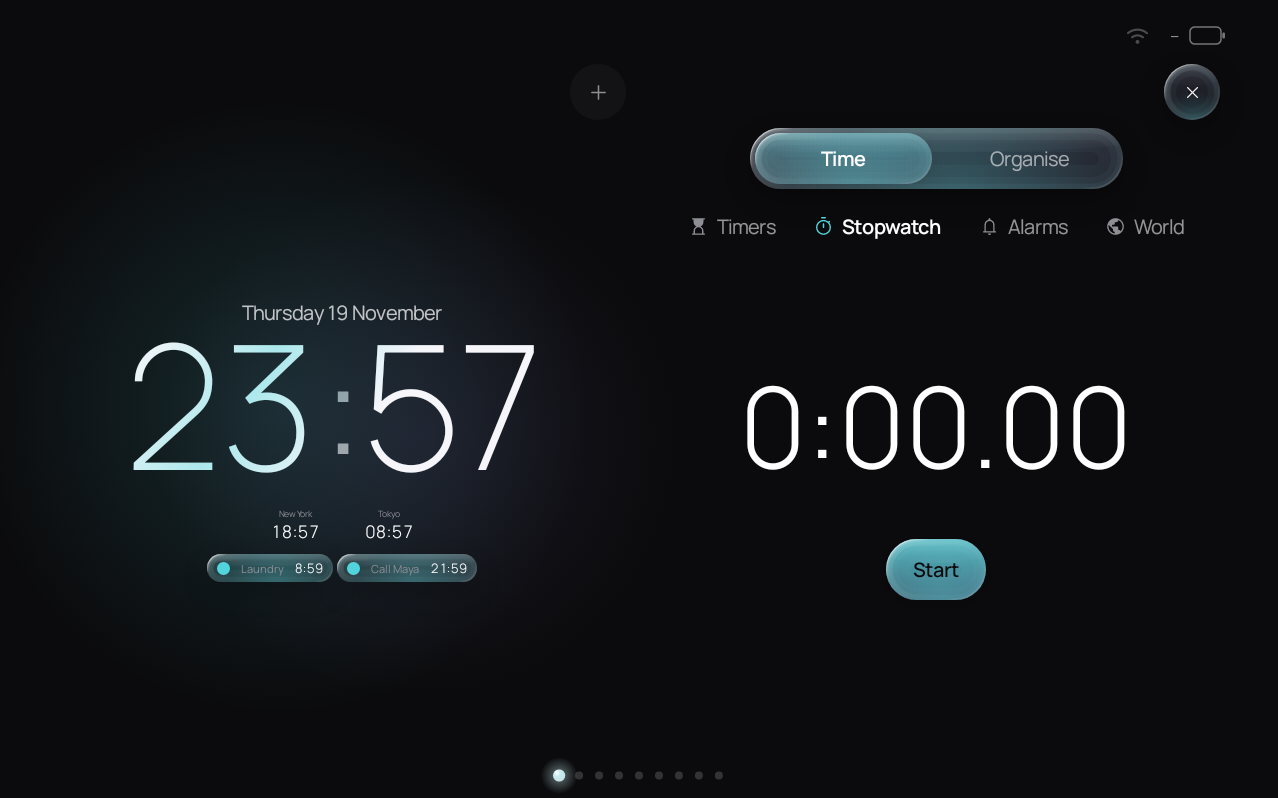 –
Time Organise
Timers Stopwatch Alarms World
Thursday 19 November
23:57
0:00.00
New York Tokyo
18:57 08:57
Laundry 8:59 Call Maya 21:59
Start